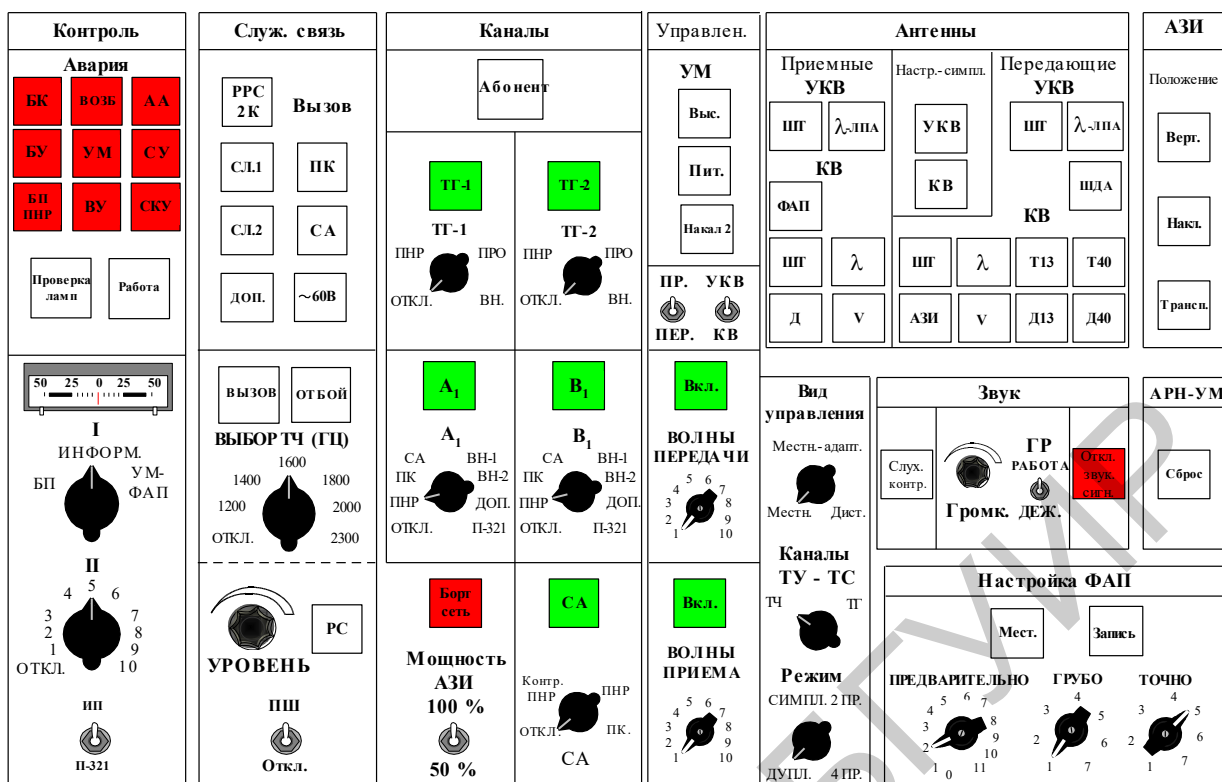 Контроль
Авария
БК ВОЗБ АА
БУ УМ СУ
БП ПНР ВУ СКУ
Проверка ламп Работа
50 25 0 25 50
I
ИНФОРМ.
БП УМ-ФАП
II
ОТКЛ. 1 2 3 4 5 6 7 8 9 10
ИП
П-321
Служ. связь
РРС 2К Вызов
СЛ.1 ПК
СЛ.2 СА
ДОП. ~60В
ВЫЗОВ ОТБОЙ
ВЫБОР ТЧ (ГЦ)
ОТКЛ. 1200 1400 1600 1800 2000 2300
УРОВЕНЬ РС
ПШ
Откл.
Каналы
Абонент
ТГ-1 ТГ-2
ТГ-1
ПНР ПРО
ОТКЛ. ВН.
ТГ-2
ПНР ПРО
ОТКЛ. ВН.
А1 В1
А1
СА ВН-1
ПК ВН-2
ПНР ДОП.
ОТКЛ. П-321
В1
СА ВН-1
ПК ВН-2
ПНР ДОП.
ОТКЛ. П-321
Борт сеть СА
Мощность
АЗИ
100 %
50 %
Контр. ПНР ПНР
ОТКЛ. ПК.
СА
Управлен.
УМ
Выс.
Пит.
Накал 2
ПР. УКВ
ПЕР. КВ
Вкл.
ВОЛНЫ
ПЕРЕДАЧИ
1 2 3 4 5 6 7 8 9 10
Вкл.
ВОЛНЫ
ПРИЕМА
1 2 3 4 5 6 7 8 9 10
Антенны
Приемные
УКВ
ШТ λ-ЛПА
КВ
ФАП
ШТ λ
Д V
Настр.-симпл.
УКВ
КВ
Передающие
УКВ
ШТ λ-ЛПА
ШДА
КВ
ШТ λ Т13 Т40
АЗИ V Д13 Д40
АЗИ
Положение
Верт.
Накл.
Трансп.
Вид
управления
Местн.-адапт.
Местн. Дист.
Каналы
ТУ - ТС
ТЧ ТГ
Режим
СИМПЛ. 2 ПР.
ДУПЛ. 4 ПР.
Звук
Слух. контр.
Громк.
ГР
РАБОТА
ДЕЖ.
Откл. звук. сигн.
АРН-УМ
Сброс
Настройка ФАП
Мест. Запись
ПРЕДВАРИТЕЛЬНО ГРУБО ТОЧНО
0 1 2 3 4 5 6 7 8 9 10 11
1 2 3 4 5 6 7
1 2 3 4 5 6 7
БГУИР